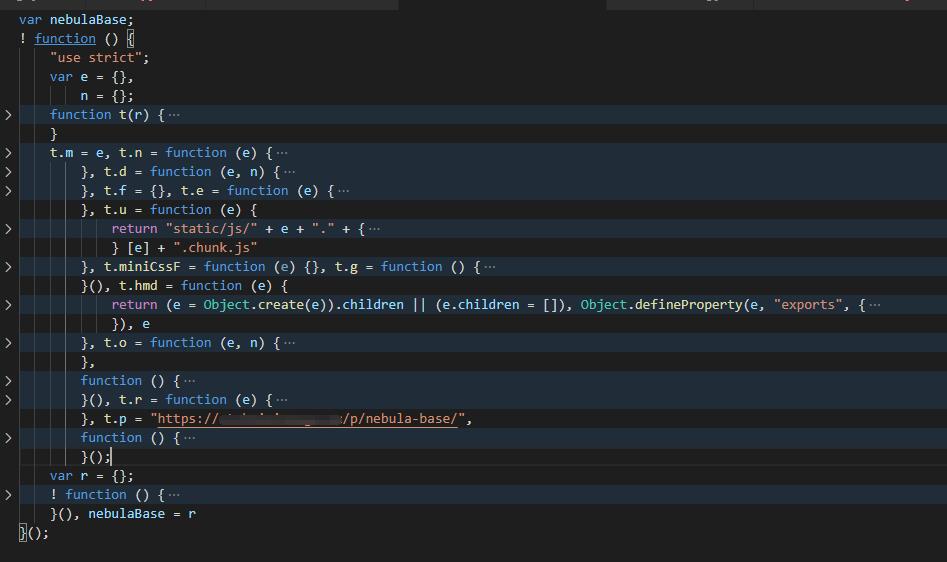 var nebulaBase;
! function () {
"use strict";
var e = {},
n = {};
function t(r) {···
}
t.m = e, t.n = function (e) {···
}, t.d = function (e, n) {···
}, t.f = {}, t.e = function (e) {···
}, t.u = function (e) {
return "static/js/" + e + "." + {···
} [e] + ".chunk.js"
}, t.miniCssF = function (e) {}, t.g = function () {···
}(), t.hmd = function (e) {
return (e = Object.create(e)).children || (e.children = []), Object.defineProperty(e, "exports", {···
}), e
}, t.o = function (e, n) {···
},
function () {···
}(), t.r = function (e) {···
}, t.p = "https:// /p/nebula-base/",
function () {···
}();
var r = {};
! function () {···
}(), nebulaBase = r
}();